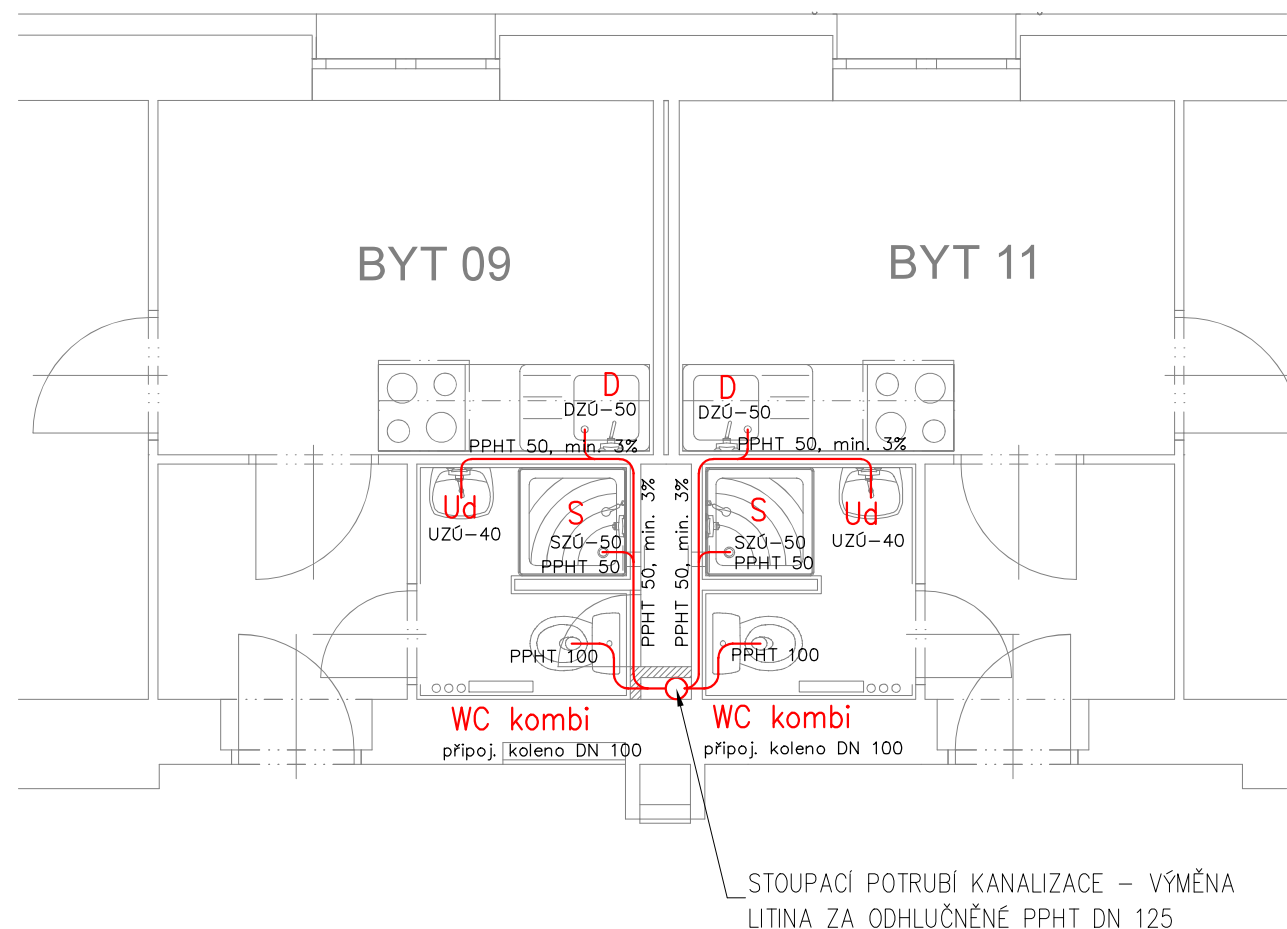 BYT 09
BYT 11
D
DZÚ-50
D
DZÚ-50
PPHT 50, min. 3%
PPHT 50, min. 3%
Ud
UZÚ-40
S
SZÚ-50
PPHT 50
PPHT 50, min. 3%
PPHT 50, min. 3%
S
SZÚ-50
PPHT 50
Ud
UZÚ-40
PPHT 100
PPHT 100
WC kombi
připoj. koleno DN 100
WC kombi
připoj. koleno DN 100
STOUPACÍ POTRUBÍ KANALIZACE – VÝMĚNA
LITINA ZA ODHLUČNĚNÉ PPHT DN 125